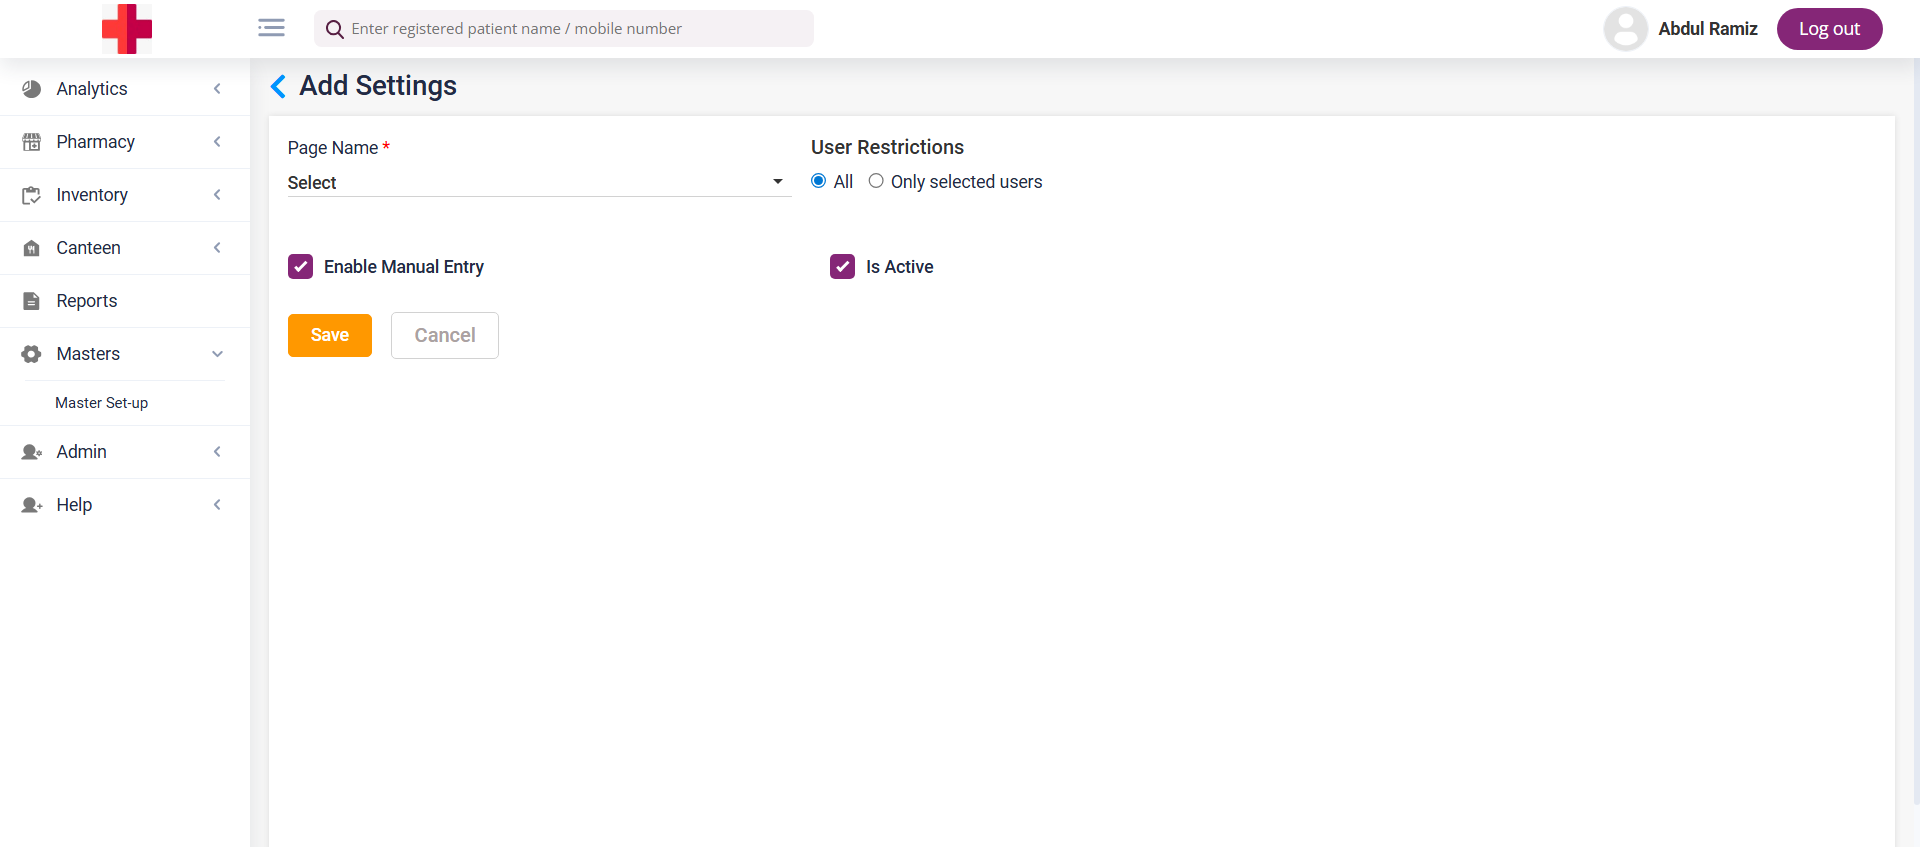 Enter registered patient name / mobile number
Abdul Ramiz
Log out
Analytics
Pharmacy
Inventory
Canteen
Reports
Masters
Master Set-up
Admin
Help
Add Settings
Page Name *
Select
User Restrictions
All
Only selected users
Enable Manual Entry
Is Active
Save
Cancel